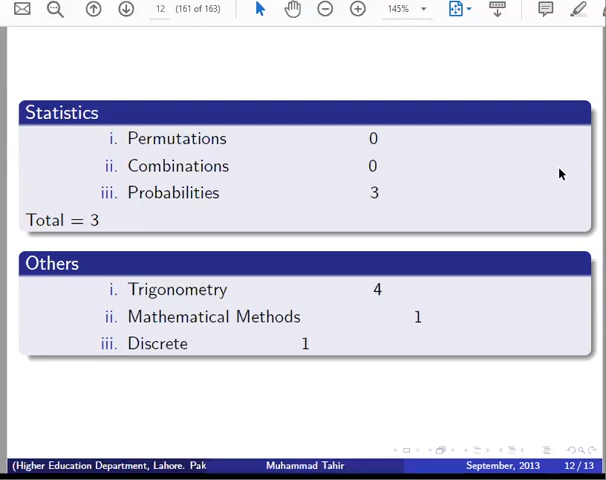 12 (161 of 163) 145%
Statistics
i. Permutations 0
ii. Combinations 0
iii. Probabilities 3
Total = 3
Others
i. Trigonometry 4
ii. Mathematical Methods 1
iii. Discrete 1
(Higher Education Department, Lahore. Pak Muhammad Tahir September, 2013 12 / 13